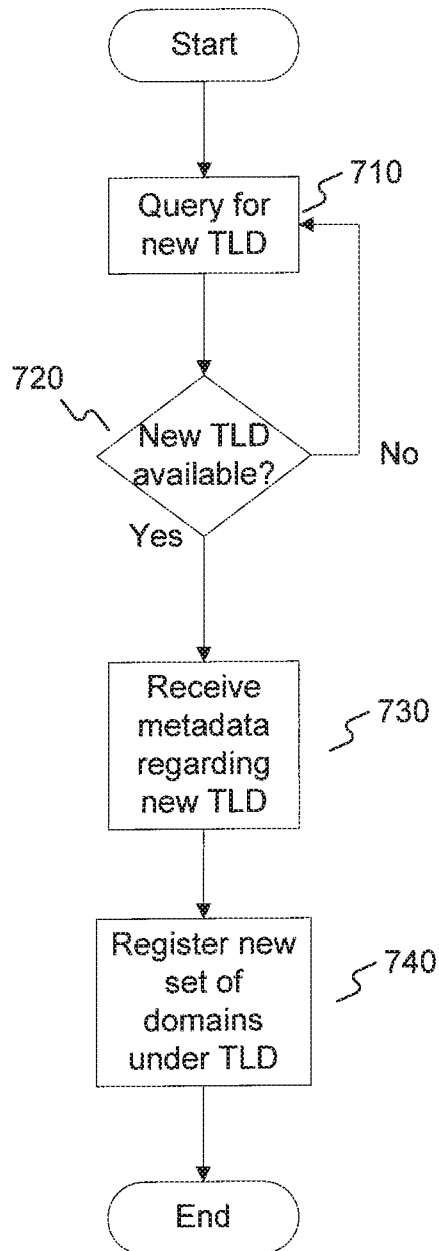 Start
710
Query for
new TLD
720
New TLD
available?
No
Yes
Receive
metadata
regarding
new TLD
730
Register new
set of
domains
under TLD
740
End